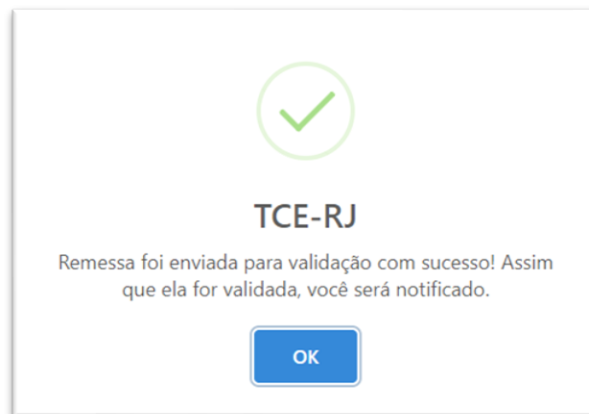 TCE-RJ
Remessa foi enviada para validação com sucesso! Assim
que ela for validada, você será notificado.
OK